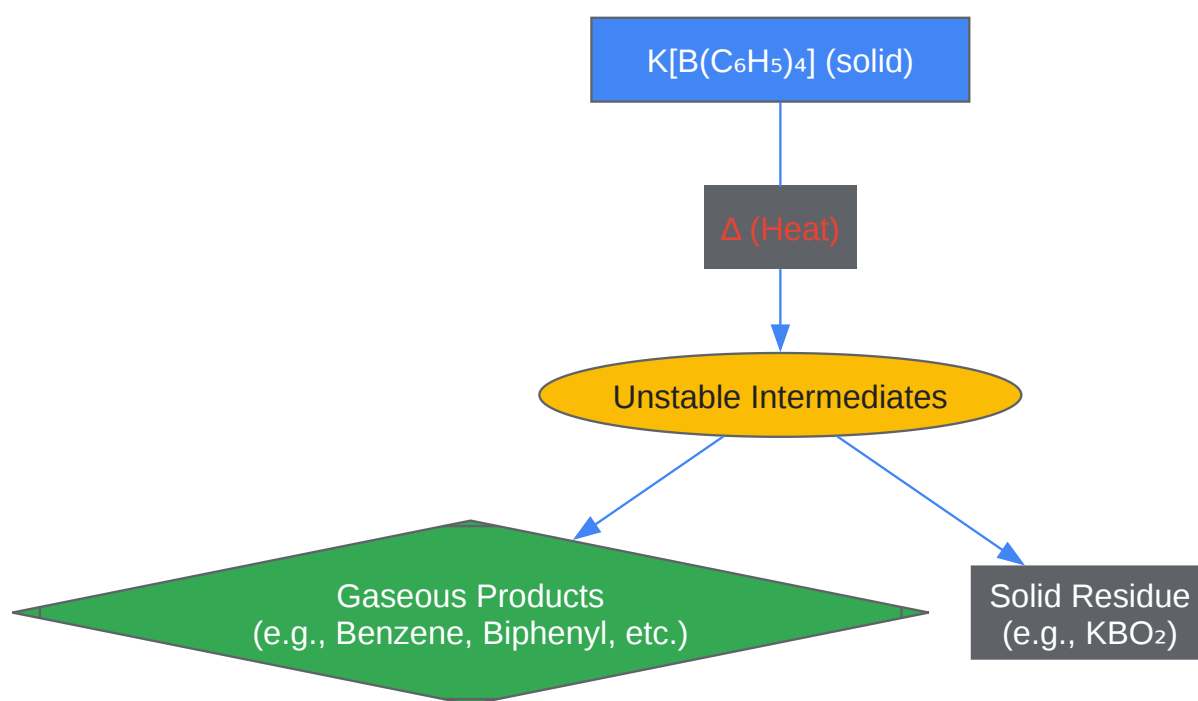 K[B(C₆H₅)₄] (solid)
Δ (Heat)
Unstable Intermediates
Gaseous Products
(e.g., Benzene, Biphenyl, etc.)
Solid Residue
(e.g., KBO₂)